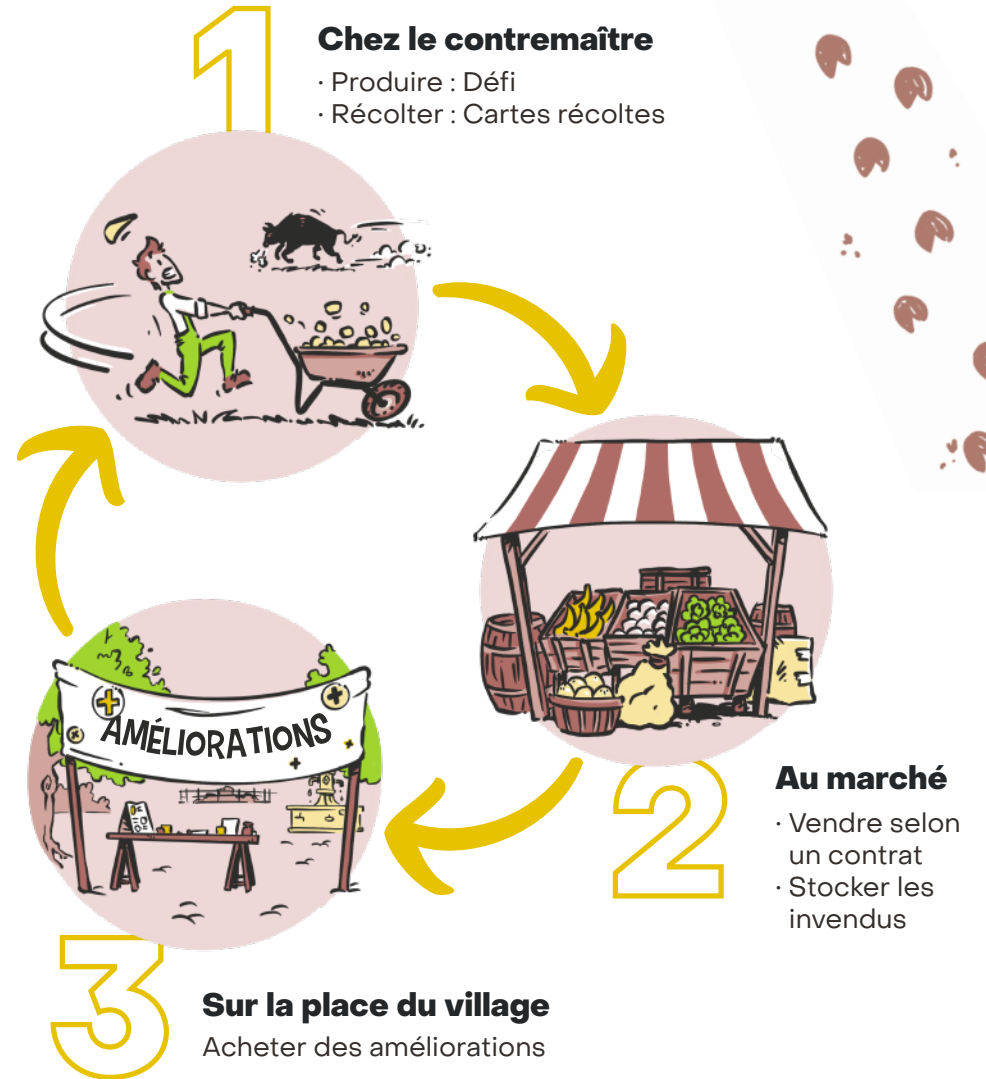 1
Chez le contremaître
· Produire : Défi
· Récolter : Cartes récoltes
AMÉLIORATIONS
2
Au marché
· Vendre selon
un contrat
· Stocker les
invendus
3
Sur la place du village
Acheter des améliorations